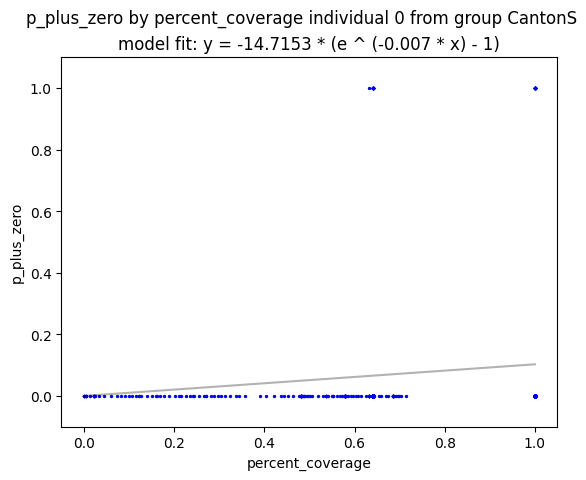 p_plus_zero by percent_coverage individual 0 from group CantonS
model fit: y = -14.7153 * (e ^ (-0.007 * x) - 1)
1.0
0.8
0.6
0.4
0.2
0.0
p_plus_zero
0.0 0.2 0.4 0.6 0.8 1.0
percent_coverage